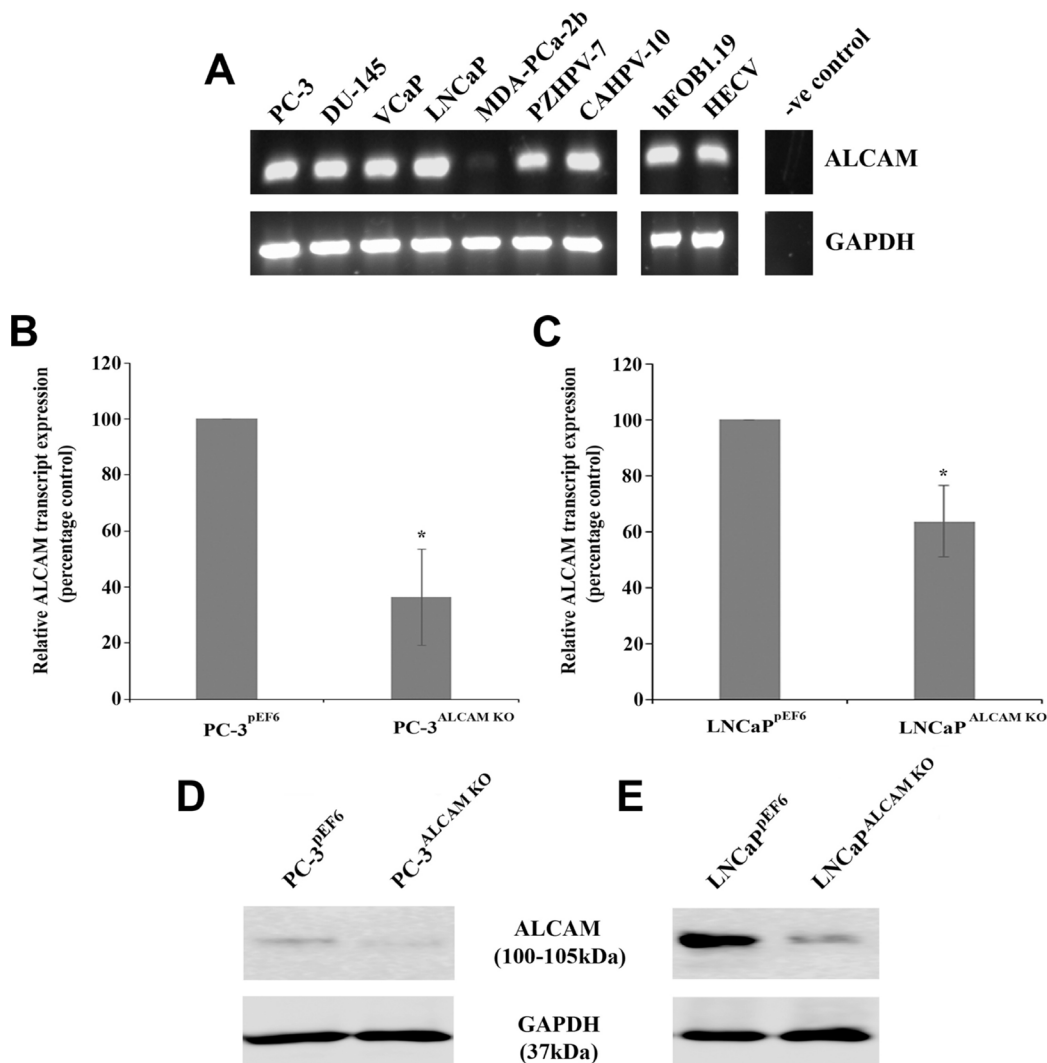 A
PC-3
DU-145
VCaP
LNCaP
MDA-PCa-2b
PZHPV-7
CAHPV-10
hFOB1.19
HECV
-ve control
ALCAM
GAPDH
B
Relative ALCAM transcript expression
(percentage control)
120
100
80
60
40
20
0
*
PC-3pEF6
PC-3ALCAM KO
C
Relative ALCAM transcript expression
(percentage control)
120
100
80
60
40
20
0
*
LNCaPpEF6
LNCaPALCAM KO
D
PC-3pEF6
PC-3ALCAM KO
E
LNCaPpEF6
LNCaPALCAM KO
ALCAM
(100-105kDa)
GAPDH
(37kDa)